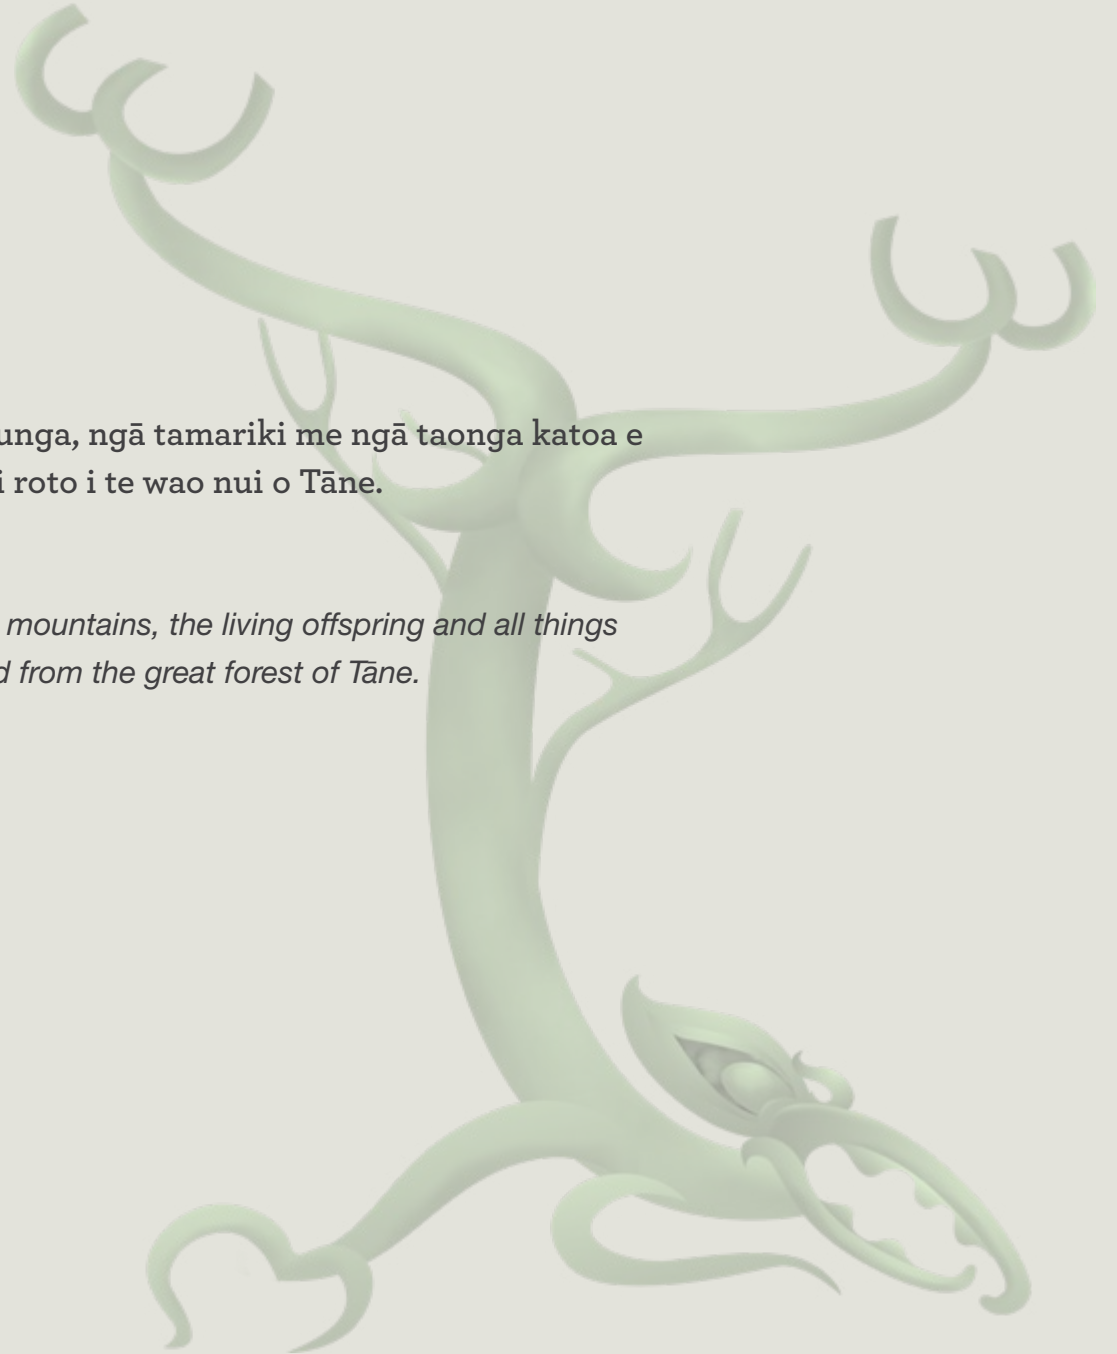 unga, ngā tamariki me ngā taonga katoa e
i roto i te wao nui o Tāne.
mountains, the living offspring and all things
d from the great forest of Tāne.